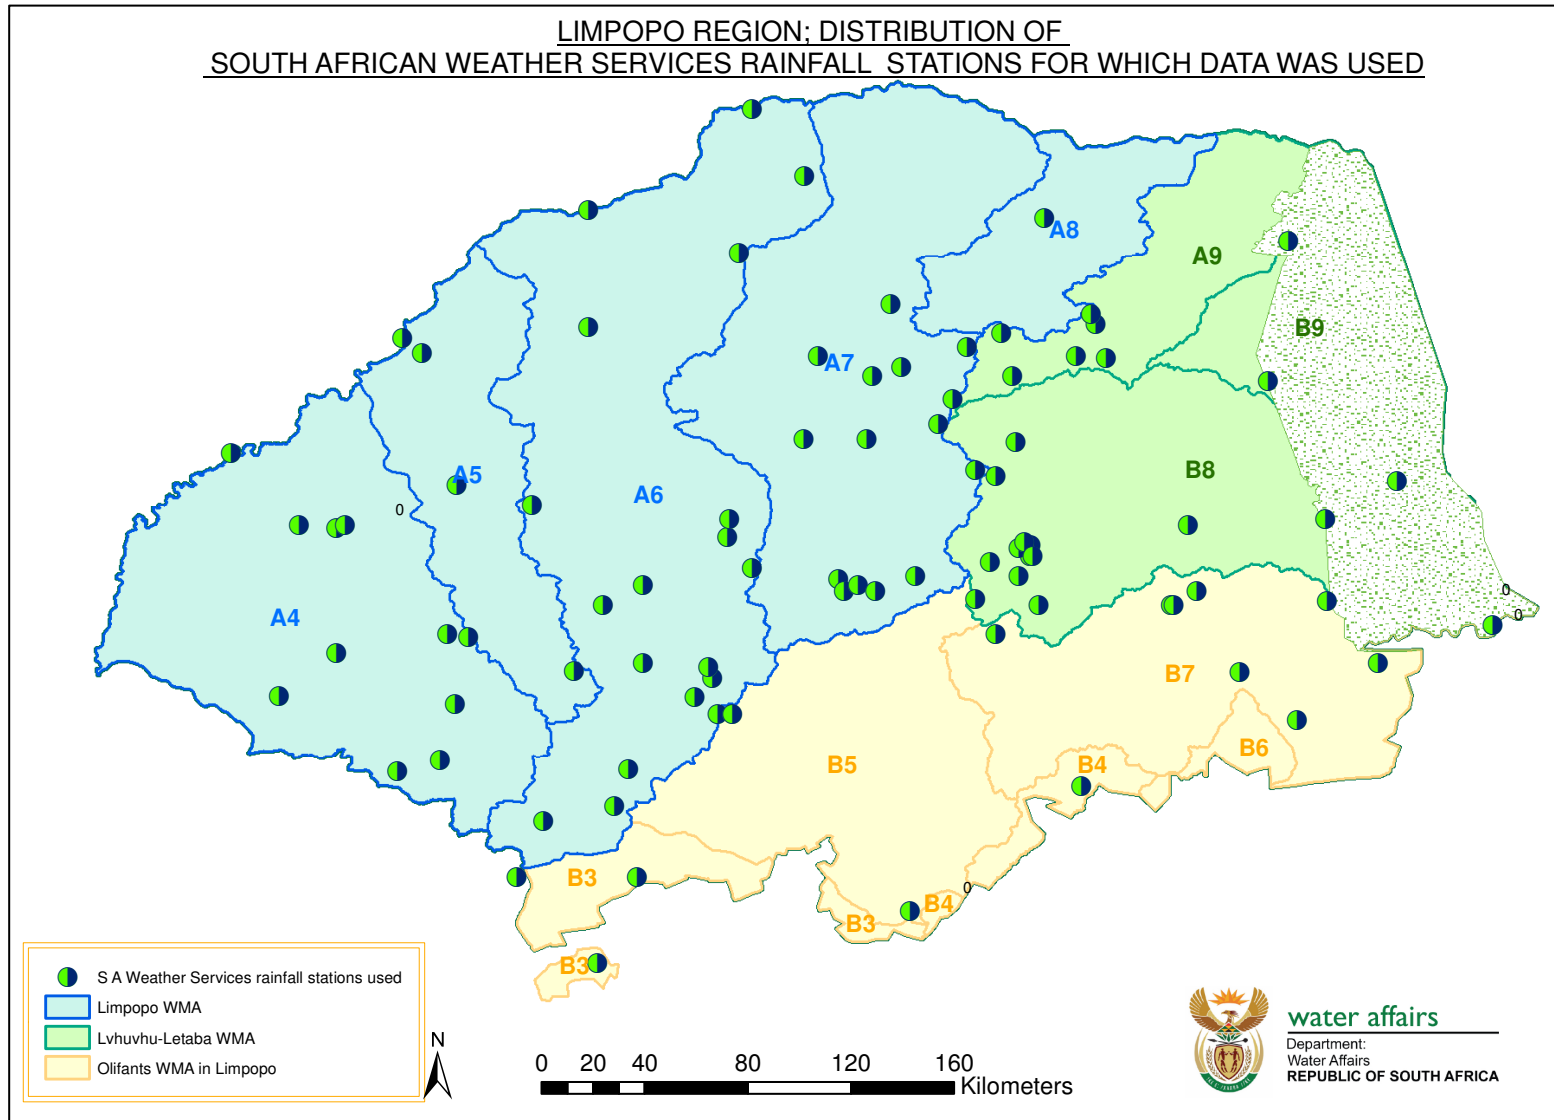 LIMPOPO REGION; DISTRIBUTION OF
SOUTH AFRICAN WEATHER SERVICES RAINFALL STATIONS FOR WHICH DATA WAS USED
A8
A9
B9
A7
A5
A6
B8
0
0
0
A4
B7
B5
B4
B6
B3
0
B4
B3
B3
S A Weather Services rainfall stations used
Limpopo WMA
Lvhuvhu-Letaba WMA
Olifants WMA in Limpopo
N
0 20 40 80 120 160
Kilometers
water affairs
Department:
Water Affairs
REPUBLIC OF SOUTH AFRICA